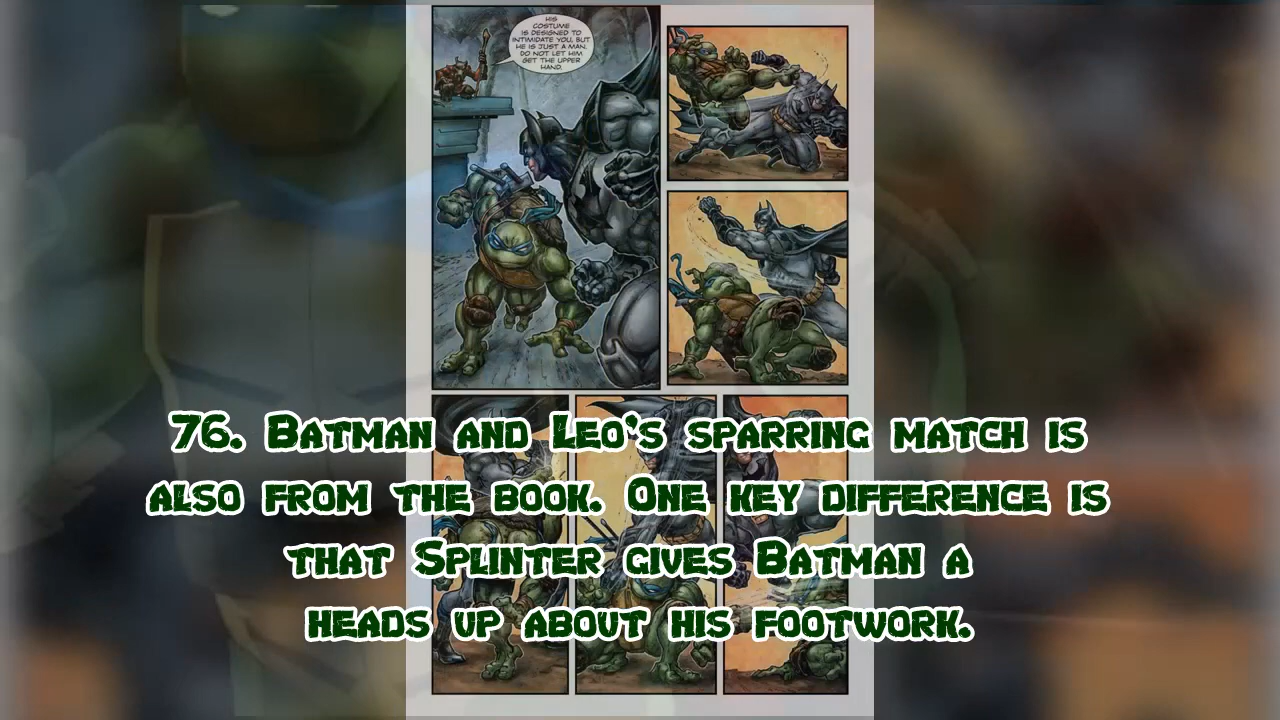 HIS
COSTUME
IS DESIGNED TO
INTIMIDATE YOU, BUT
HE IS JUST A MAN.
DO NOT LET HIM
GET THE UPPER
HAND.
76. Batman and Leo's sparring match is
also from the book. One key difference is
that Splinter gives Batman a
heads up about his footwork.